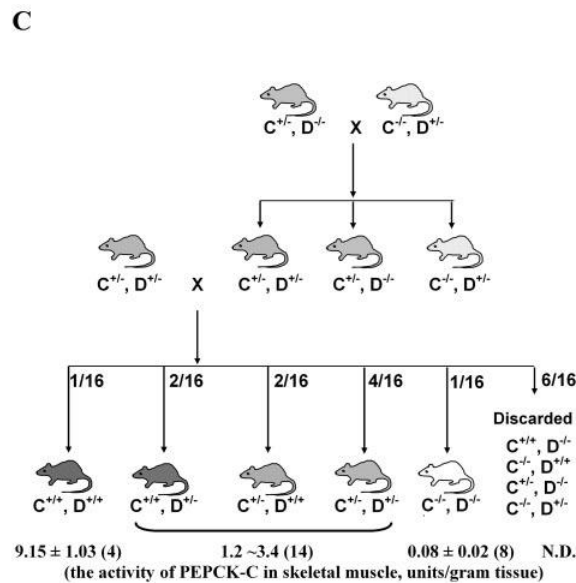 C
C+/-, D-/- X C-/-, D+/-
C+/-, D+/- X C+/-, D+/- C+/-, D-/- C-/-, D+/-
1/16 2/16 2/16 4/16 1/16 6/16
Discarded
C+/+, D-/-
C-/-, D+/+
C+/-, D-/-
C-/-, D+/-
C+/+, D+/+ C+/+, D+/- C+/-, D+/+ C+/-, D+/- C-/-, D-/-
9.15 ± 1.03 (4) 1.2 ~3.4 (14) 0.08 ± 0.02 (8) N.D.
(the activity of PEPCK-C in skeletal muscle, units/gram tissue)